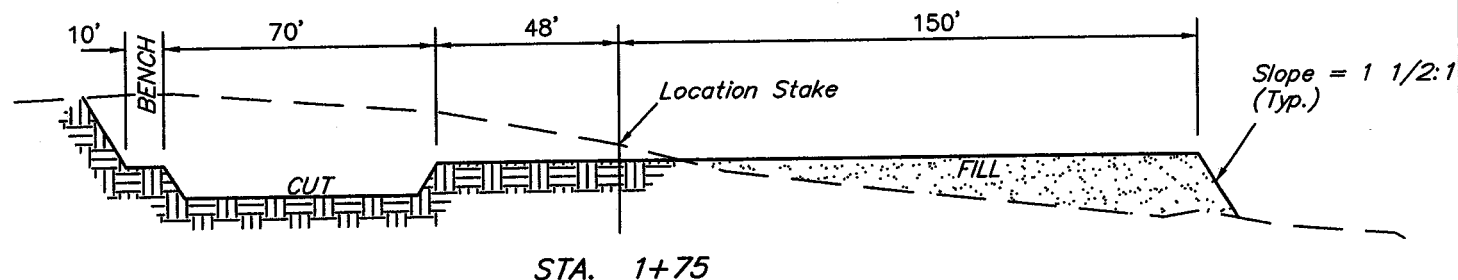 10' 70' 48' 150'
BENCH
Location Stake
Slope = 1 1/2:1
(Typ.)
CUT
FILL
STA. 1+75